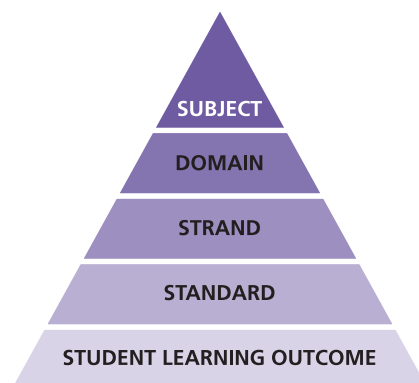 SUBJECT
DOMAIN
STRAND
STANDARD
STUDENT LEARNING OUTCOME